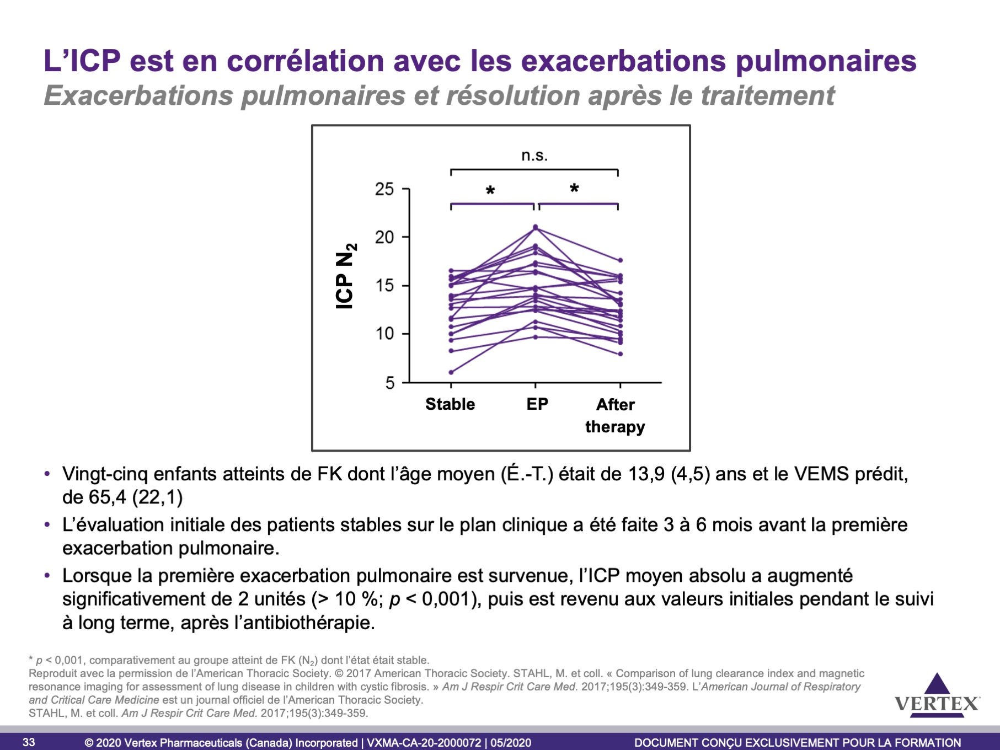 L’ICP est en corrélation avec les exacerbations pulmonaires
Exacerbations pulmonaires et résolution après le traitement
n.s.
* *
25
20
15
10
5
ICP N₂
Stable EP After therapy
• Vingt-cinq enfants atteints de FK dont l’âge moyen (É.-T.) était de 13,9 (4,5) ans et le VEMS prédit,
de 65,4 (22,1)
• L’évaluation initiale des patients stables sur le plan clinique a été faite 3 à 6 mois avant la première
exacerbation pulmonaire.
• Lorsque la première exacerbation pulmonaire est survenue, l’ICP moyen absolu a augmenté
significativement de 2 unités (> 10 %; p < 0,001), puis est revenu aux valeurs initiales pendant le suivi
à long terme, après l’antibiothérapie.
* p < 0,001, comparativement au groupe atteint de FK (N₂) dont l’état était stable.
Reproduit avec la permission de l’American Thoracic Society. © 2017 American Thoracic Society. STAHL, M. et coll. « Comparison of lung clearance index and magnetic
resonance imaging for assessment of lung disease in children with cystic fibrosis. » Am J Respir Crit Care Med. 2017;195(3):349-359. L’American Journal of Respiratory
and Critical Care Medicine est un journal officiel de l’American Thoracic Society.
STAHL, M. et coll. Am J Respir Crit Care Med. 2017;195(3):349-359.
VERTEX
33 © 2020 Vertex Pharmaceuticals (Canada) Incorporated | VXMA-CA-20-2000072 | 05/2020 DOCUMENT CONÇU EXCLUSIVEMENT POUR LA FORMATION